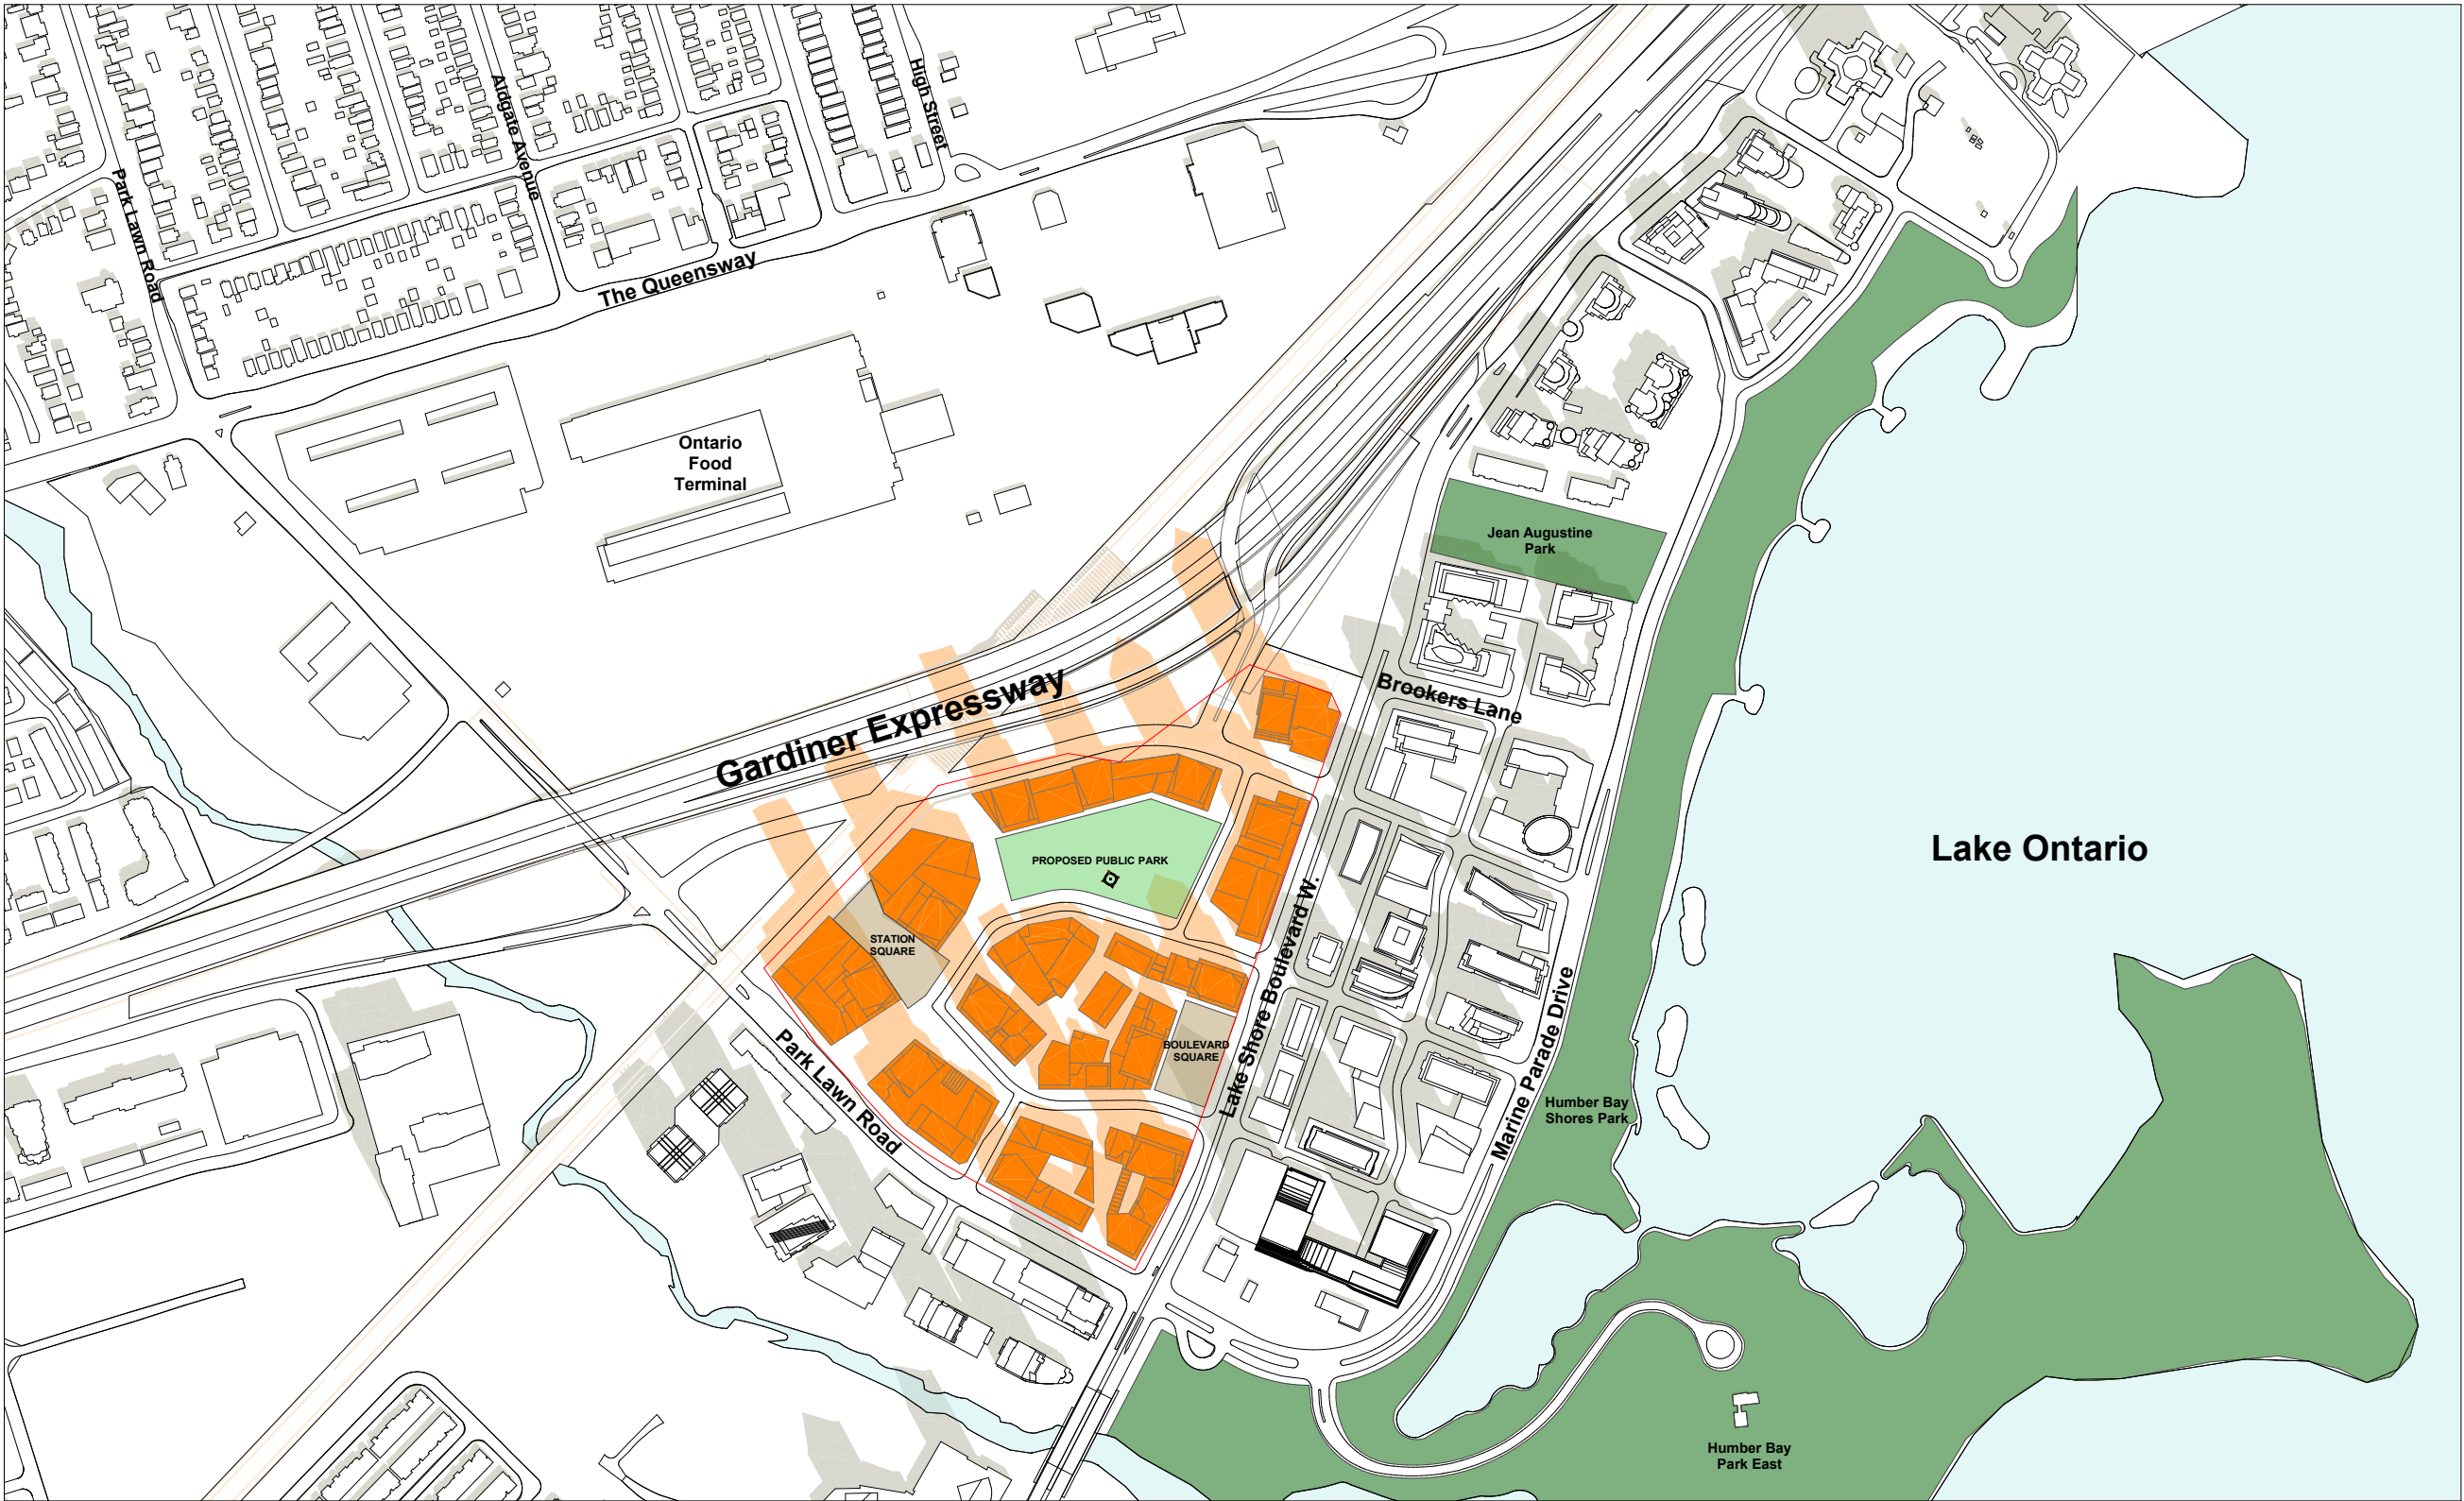 High Street
Aldgate Avenue
Park Lawn Road
The Queensway
Ontario
Food
Terminal
Jean Augustine
Park
Brookers Lane
Gardiner Expressway
Lake Ontario
PROPOSED PUBLIC PARK
STATION
SQUARE
BOULEVARD
SQUARE
Lake Shore Boulevard W.
Park Lawn Road
Marine Parade Drive
Humber Bay
Shores Park
Humber Bay
Park East